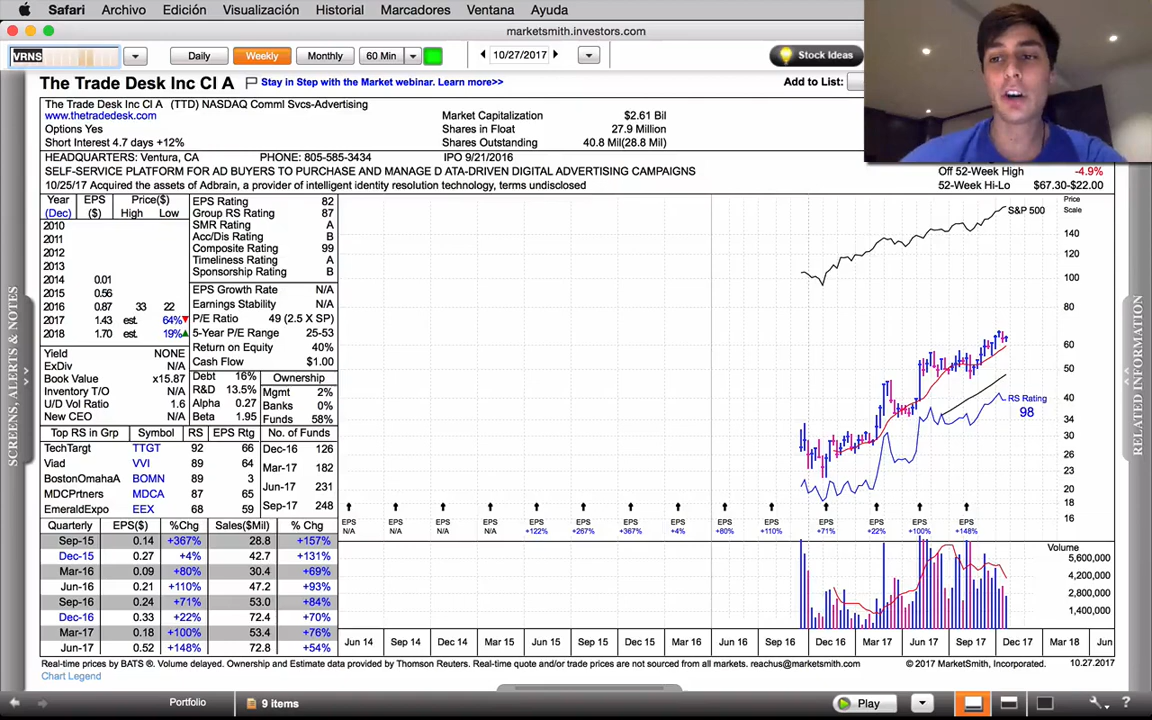 Safari Archivo Edición Visualización Historial Marcadores Ventana Ayuda
marketsmith.investors.com
VRNS Daily Weekly Monthly 60 Min 10/27/2017 Stock Ideas
The Trade Desk Inc Cl A Stay in Step with the Market webinar. Learn more>> Add to List:
The Trade Desk Inc Cl A (TTD) NASDAQ Comml Svcs-Advertising
www.thetradedesk.com
Options Yes
Short Interest 4.7 days +12%
Market Capitalization $2.61 Bil
Shares in Float 27.9 Million
Shares Outstanding 40.8 Mil(28.8 Mil)
HEADQUARTERS: Ventura, CA PHONE: 805-585-3434 IPO 9/21/2016
SELF-SERVICE PLATFORM FOR AD BUYERS TO PURCHASE AND MANAGE D ATA-DRIVEN DIGITAL ADVERTISING CAMPAIGNS
10/25/17 Acquired the assets of Adbrain, a provider of intelligent identity resolution technology, terms undisclosed
Off 52-Week High -4.9%
52-Week Hi-Lo $67.30-$22.00
Year EPS Price($)
(Dec) ($) High Low
2010
2011
2012
2013
2014 0.01
2015 0.56
2016 0.87 33 22
2017 1.43 est. 64%
2018 1.70 est. 19%
Yield NONE
ExDiv N/A
Book Value x15.87
Inventory T/O N/A
U/D Vol Ratio 1.6
New CEO N/A
EPS Rating 82
Group RS Rating 87
SMR Rating A
Acc/Dis Rating B
Composite Rating 99
Timeliness Rating A
Sponsorship Rating B
EPS Growth Rate N/A
Earnings Stability N/A
P/E Ratio 49 (2.5 X SP)
5-Year P/E Range 25-53
Return on Equity 40%
Cash Flow $1.00
Debt 16%
R&D 13.5%
Alpha 0.27
Beta 1.95
Ownership
Mgmt 2%
Banks 0%
Funds 58%
Top RS in Grp Symbol RS EPS Rtg
TechTargt TTGT 92 66
Viad VVI 89 64
BostonOmahaA BOMN 89 3
MDCPrtners MDCA 87 65
EmeraldExpo EEX 68 59
No. of Funds
Dec-16 126
Mar-17 182
Jun-17 231
Sep-17 248
Quarterly EPS($) %Chg Sales($Mil) % Chg
Sep-15 0.14 +367% 28.8 +157%
Dec-15 0.27 +4% 42.7 +131%
Mar-16 0.09 +80% 30.4 +69%
Jun-16 0.21 +110% 47.2 +93%
Sep-16 0.24 +71% 53.0 +84%
Dec-16 0.33 +22% 72.4 +70%
Mar-17 0.18 +100% 53.4 +76%
Jun-17 0.52 +148% 72.8 +54%
Price
Scale
S&P 500
140
120
100
80
60
50
40
34
30
26
23
20
18
16
RS Rating
98
EPS EPS EPS EPS EPS EPS EPS EPS EPS EPS EPS EPS EPS EPS
N/A N/A N/A N/A +122% +267% +367% +4% +80% +110% +71% +22% +100% +148%
Volume
5,600,000
4,200,000
2,800,000
1,400,000
Jun 14 Sep 14 Dec 14 Mar 15 Jun 15 Sep 15 Dec 15 Mar 16 Jun 16 Sep 16 Dec 16 Mar 17 Jun 17 Sep 17 Dec 17 Mar 18 Jun
Real-time prices by BATS ®. Volume delayed. Ownership and Estimate data provided by Thomson Reuters. Real-time quote and/or trade prices are not sourced from all markets. reachus@marketsmith.com © 2017 MarketSmith, Incorporated. 10.27.2017
Chart Legend
SCREENS, ALERTS & NOTES
RELATED INFORMATION
Portfolio 9 items Play ?